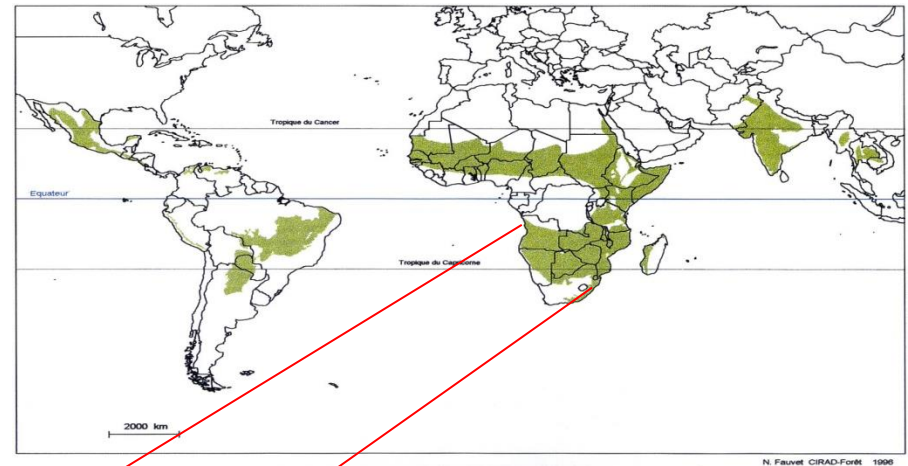 Tropique du Cancer
Equateur
Tropique du Capricorne
2000 km
N. Fauvet CIRAD-Forêt 1996